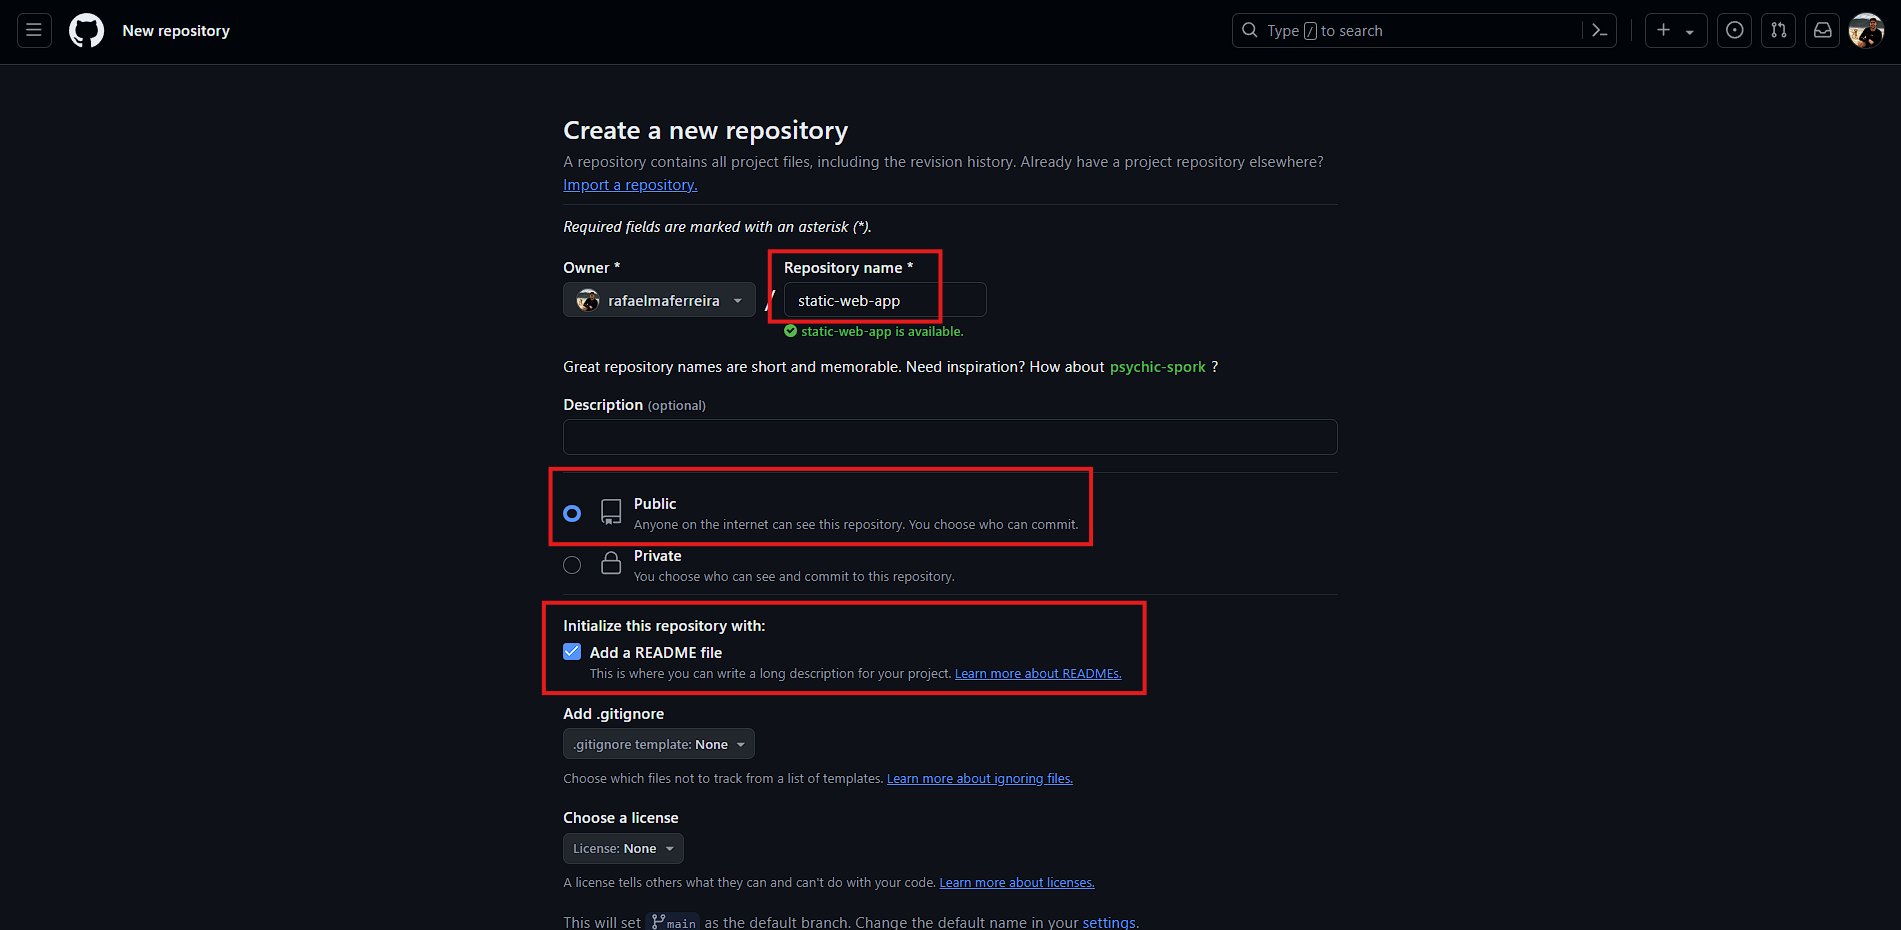 New repository
Type / to search
Create a new repository
A repository contains all project files, including the revision history. Already have a project repository elsewhere?
Import a repository.
Required fields are marked with an asterisk (*).
Owner *
Repository name *
rafaelmaferreira
/
static-web-app
static-web-app is available.
Great repository names are short and memorable. Need inspiration? How about psychic-spork ?
Description (optional)
Public
Anyone on the internet can see this repository. You choose who can commit.
Private
You choose who can see and commit to this repository.
Initialize this repository with:
Add a README file
This is where you can write a long description for your project. Learn more about READMEs.
Add .gitignore
.gitignore template: None
Choose which files not to track from a list of templates. Learn more about ignoring files.
Choose a license
License: None
A license tells others what they can and can't do with your code. Learn more about licenses.
This will set main as the default branch. Change the default name in your settings.